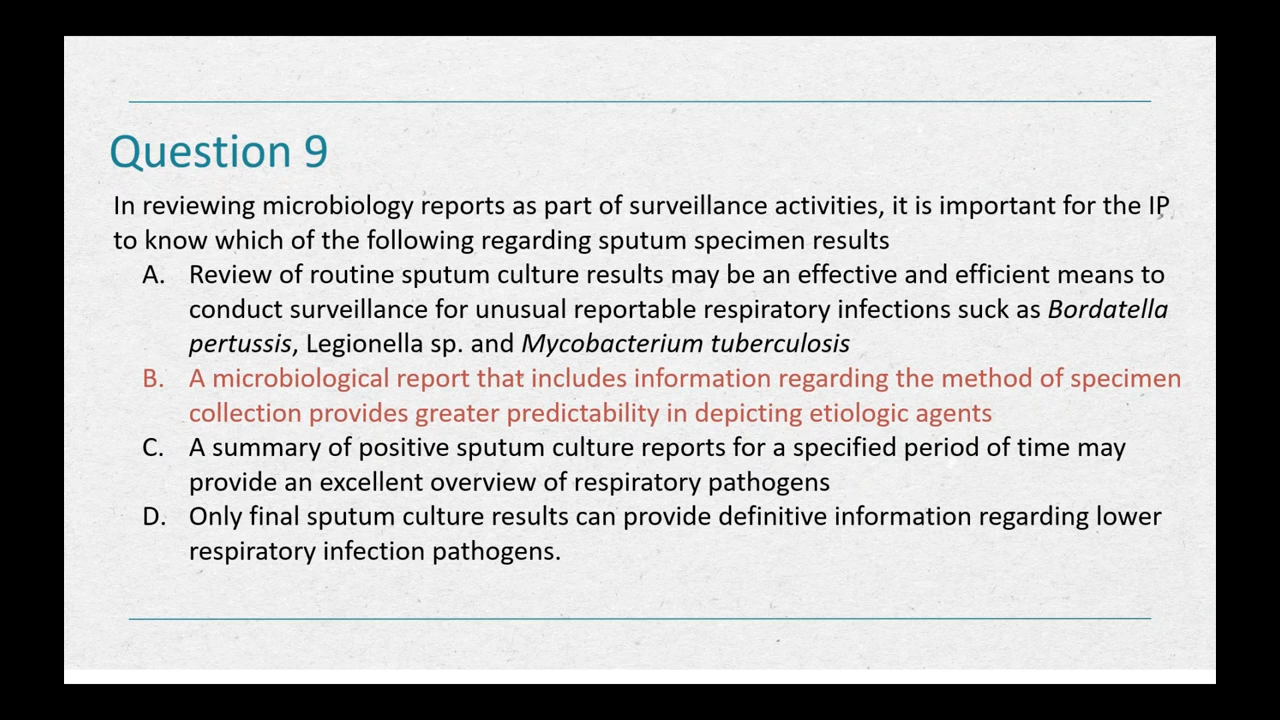 Question 9
In reviewing microbiology reports as part of surveillance activities, it is important for the IP
to know which of the following regarding sputum specimen results
A. Review of routine sputum culture results may be an effective and efficient means to
conduct surveillance for unusual reportable respiratory infections suck as Bordatella
pertussis, Legionella sp. and Mycobacterium tuberculosis
B. A microbiological report that includes information regarding the method of specimen
collection provides greater predictability in depicting etiologic agents
C. A summary of positive sputum culture reports for a specified period of time may
provide an excellent overview of respiratory pathogens
D. Only final sputum culture results can provide definitive information regarding lower
respiratory infection pathogens.